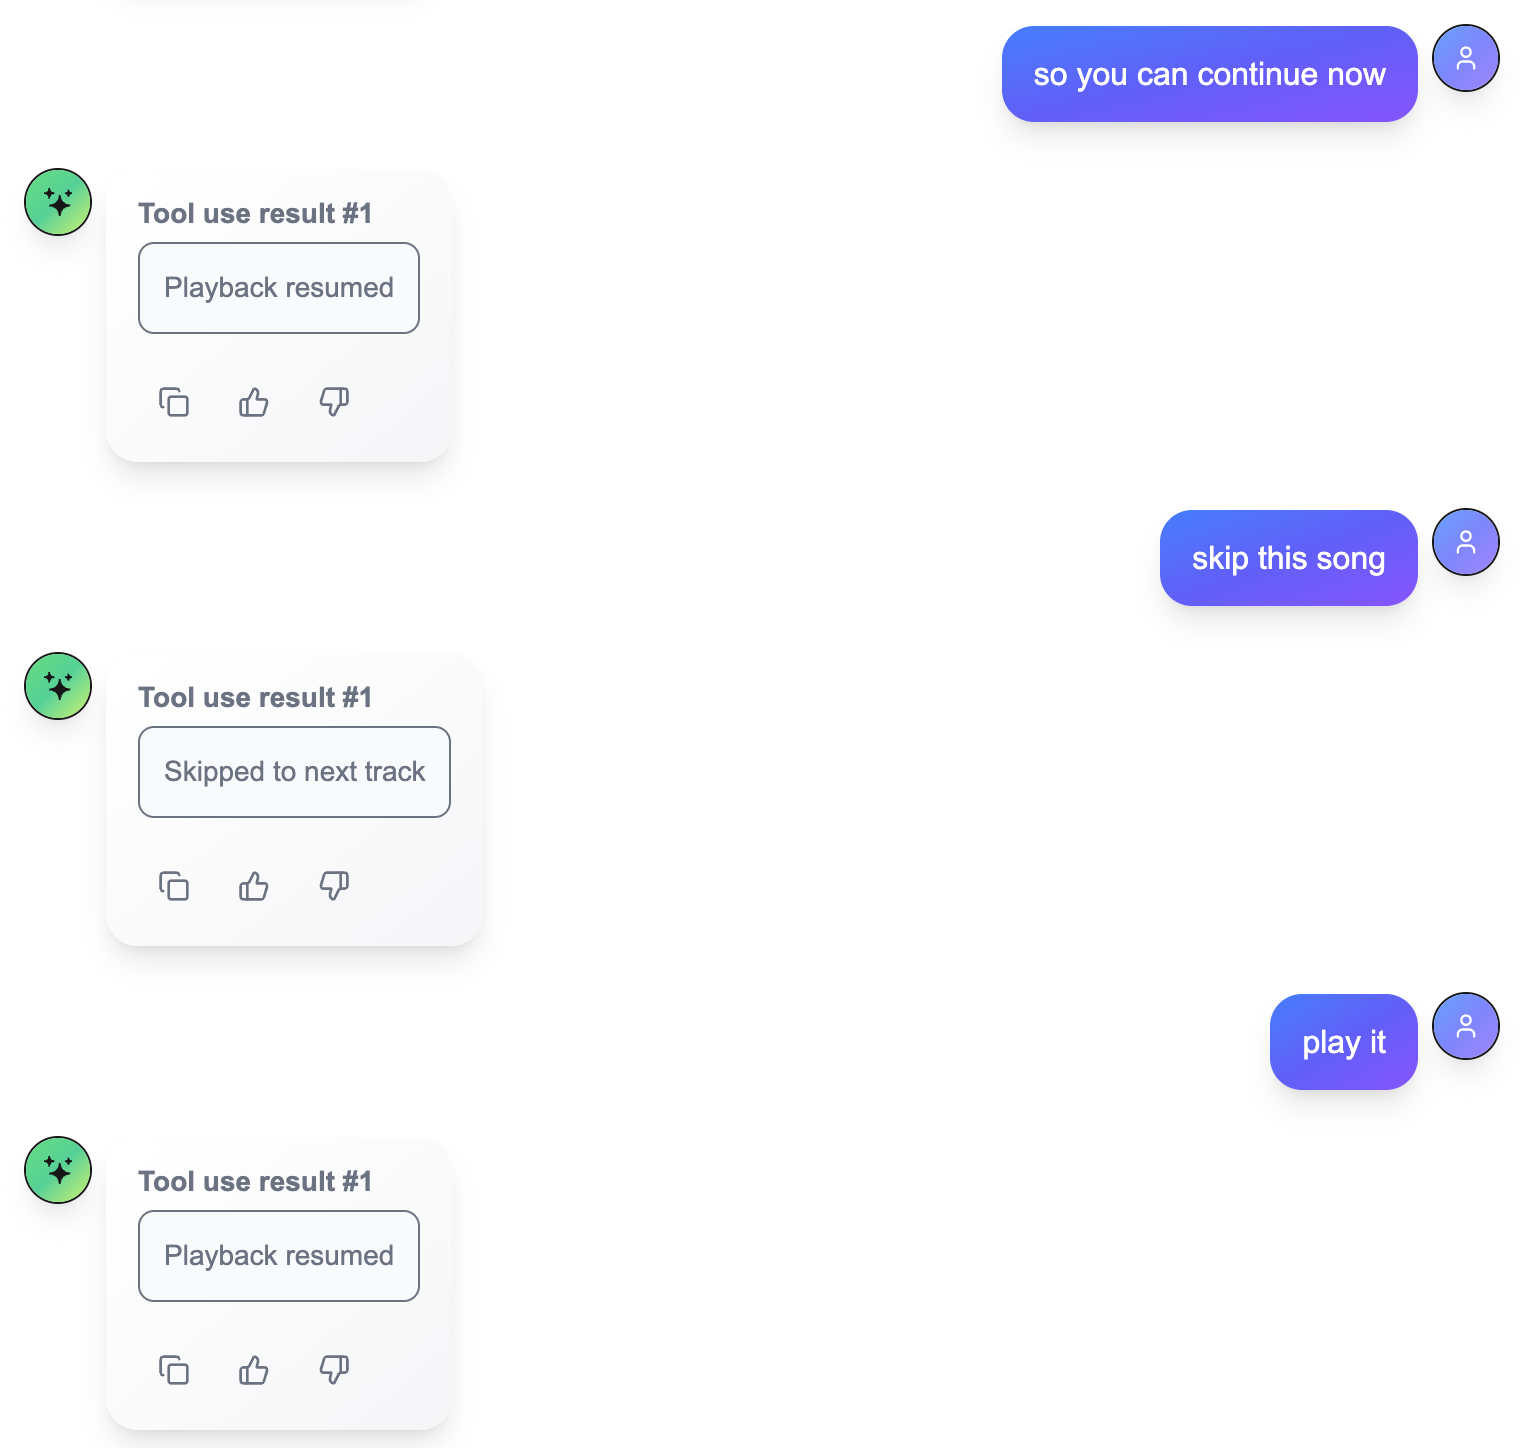 so you can continue now
Tool use result #1
Playback resumed
skip this song
Tool use result #1
Skipped to next track
play it
Tool use result #1
Playback resumed